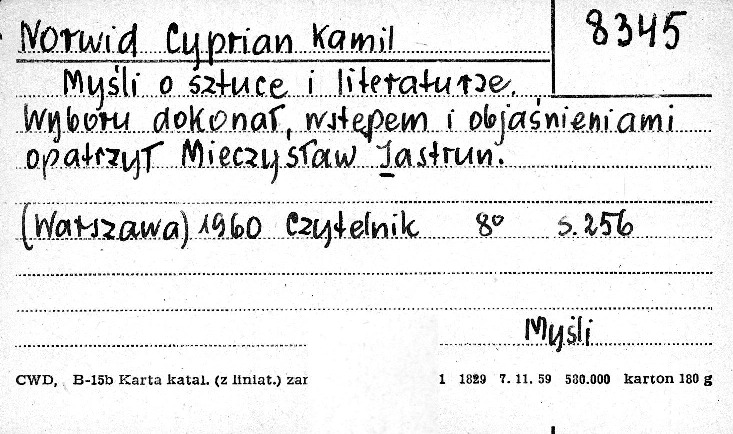 Norwid Cyprian Kamil
8345
Myśli o sztuce i literaturze.
Wyboru dokonał, wstępem i objaśnieniami
opatrzył Mieczysław Jastrun.
(Warszawa) 1960 Czytelnik 8° s. 256
Myśli
CWD, B-15b Karta katal. (z liniat.) zar
1 1829 7. 11. 59 580.000 karton 180 g